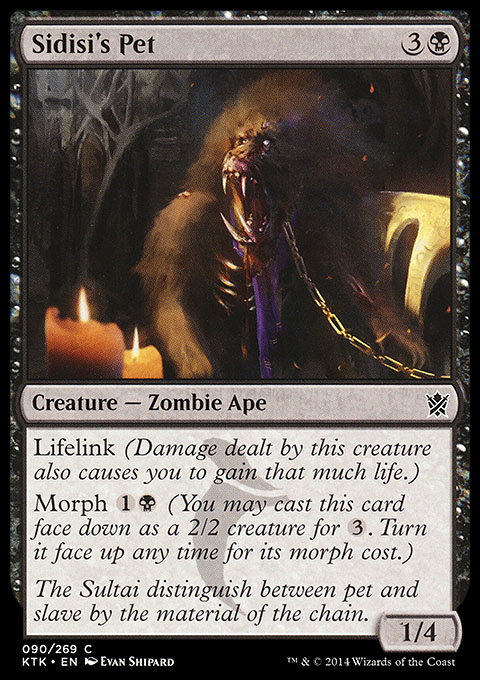 Sidisi's Pet 3
Creature — Zombie Ape
Lifelink (Damage dealt by this creature
also causes you to gain that much life.)
Morph 1 (You may cast this card
face down as a 2/2 creature for 3. Turn
it face up any time for its morph cost.)
The Sultai distinguish between pet and
slave by the material of the chain.
1/4
090/269 C
KTK • EN Evan Shipard
™ & © 2014 Wizards of the Coast